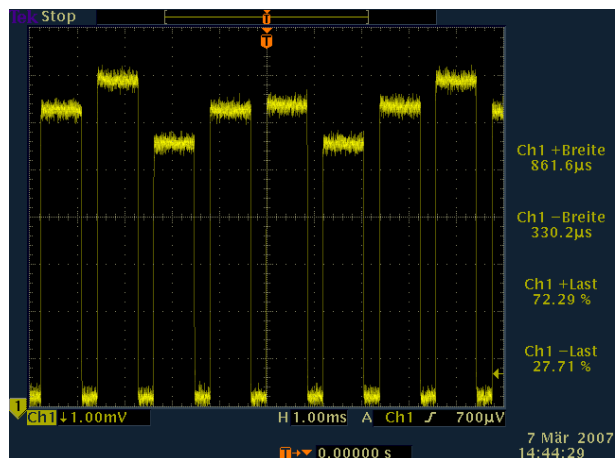 Tek Stop
T
T
Ch1 +Breite
861.6µs
Ch1 −Breite
330.2µs
Ch1 +Last
72.29 %
Ch1 −Last
27.71 %
1
Ch1 ↓ 1.00mV H 1.00ms A Ch1 700µV
7 Mär 2007
T→▼ 0.00000 s 14:44:29